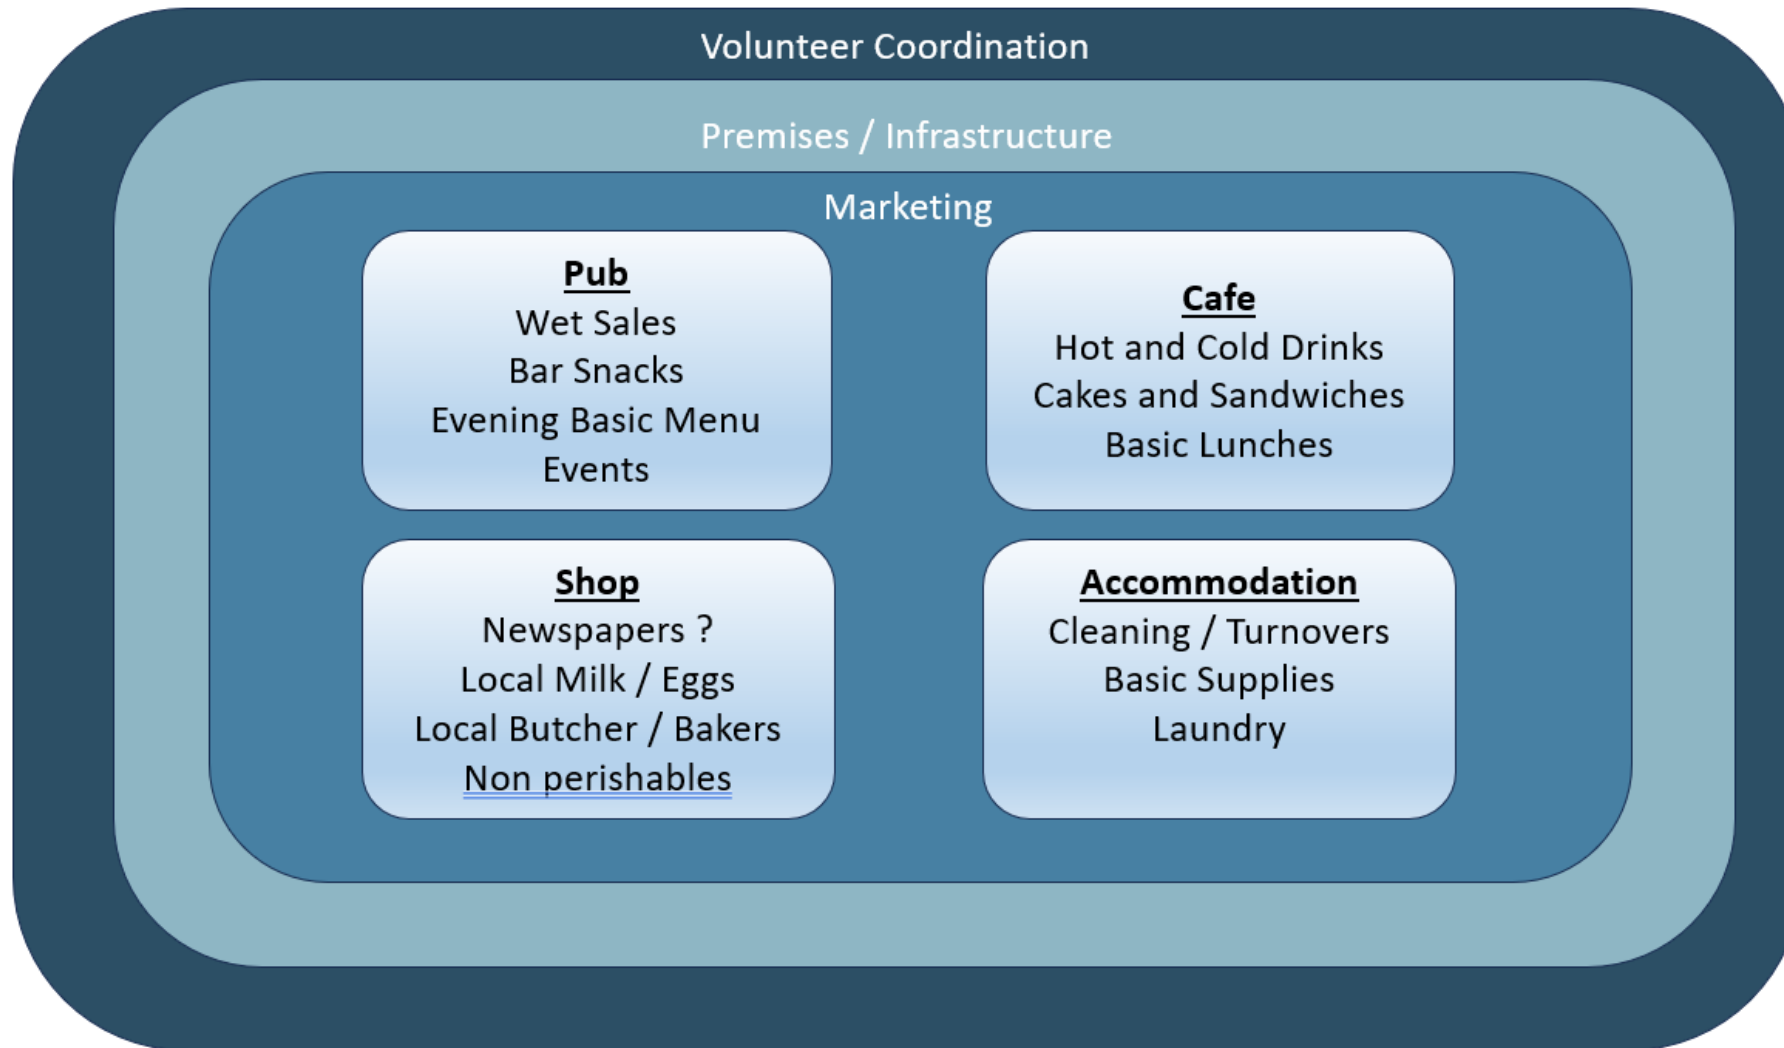 Volunteer Coordination
Premises / Infrastructure
Marketing
Pub
Wet Sales
Bar Snacks
Evening Basic Menu
Events
Cafe
Hot and Cold Drinks
Cakes and Sandwiches
Basic Lunches
Shop
Newspapers ?
Local Milk / Eggs
Local Butcher / Bakers
Non perishables
Accommodation
Cleaning / Turnovers
Basic Supplies
Laundry